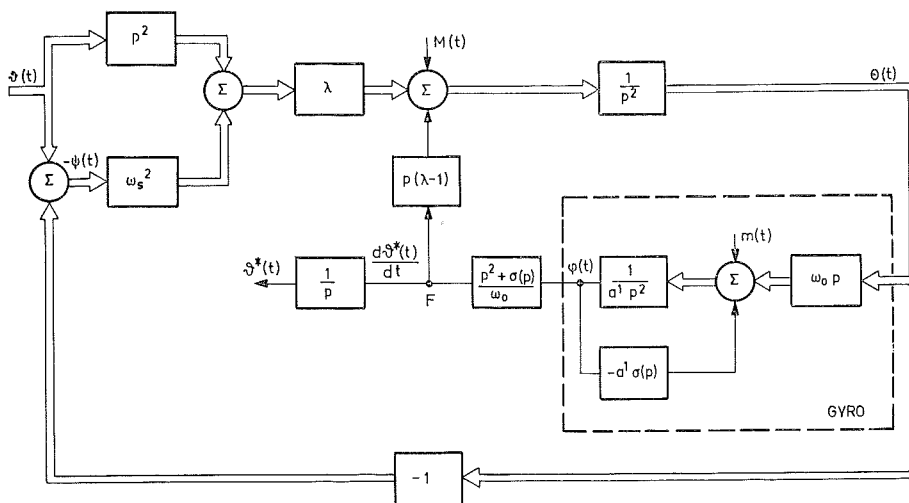 p²
M(t)
ϑ(t)
Σ
λ
Σ
1/p²
Θ(t)
Σ
-ψ(t)
ω_s²
p(λ-1)
m(t)
ϑ*(t)
1/p
dϑ*(t)/dt
F
p² + σ(p)/ω₀
φ(t)
1/a¹ p²
Σ
ω₀ p
-a¹ σ(p)
GYRO
-1